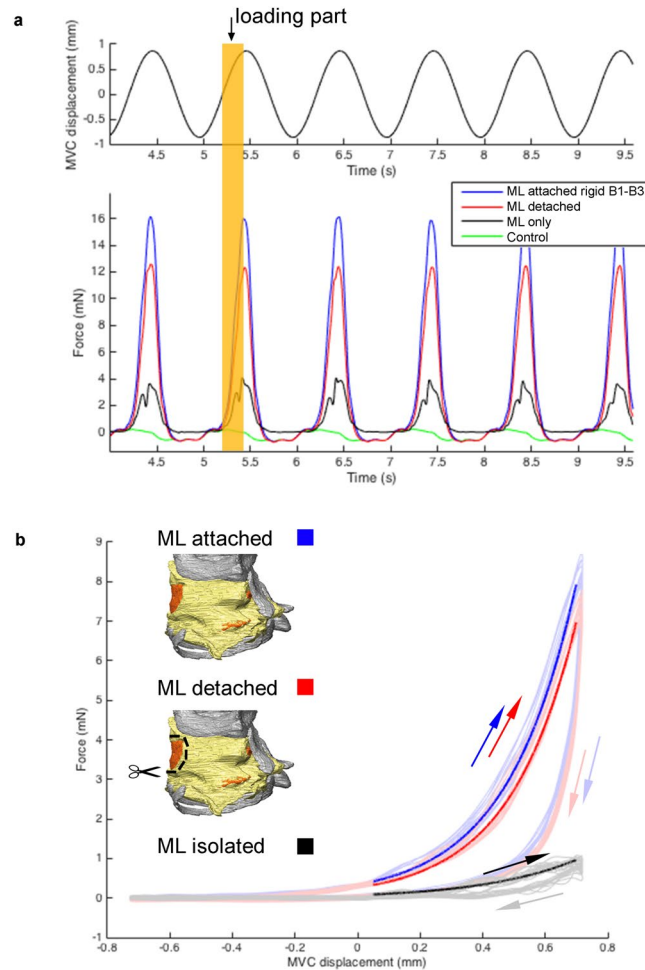 a
loading part
MVC displacement (mm)
1
0.5
0
-0.5
-1
4.5 5 5.5 6 6.5 7 7.5 8 8.5 9 9.5
Time (s)
ML attached rigid B1-B3
ML detached
ML only
Control
Force (mN)
16
14
12
10
8
6
4
2
0
4.5 5 5.5 6 6.5 7 7.5 8 8.5 9 9.5
Time (s)
b
ML attached
ML detached
ML isolated
Force (mN)
9
8
7
6
5
4
3
2
1
0
-1
-0.8 -0.6 -0.4 -0.2 0 0.2 0.4 0.6 0.8
MVC displacement (mm)